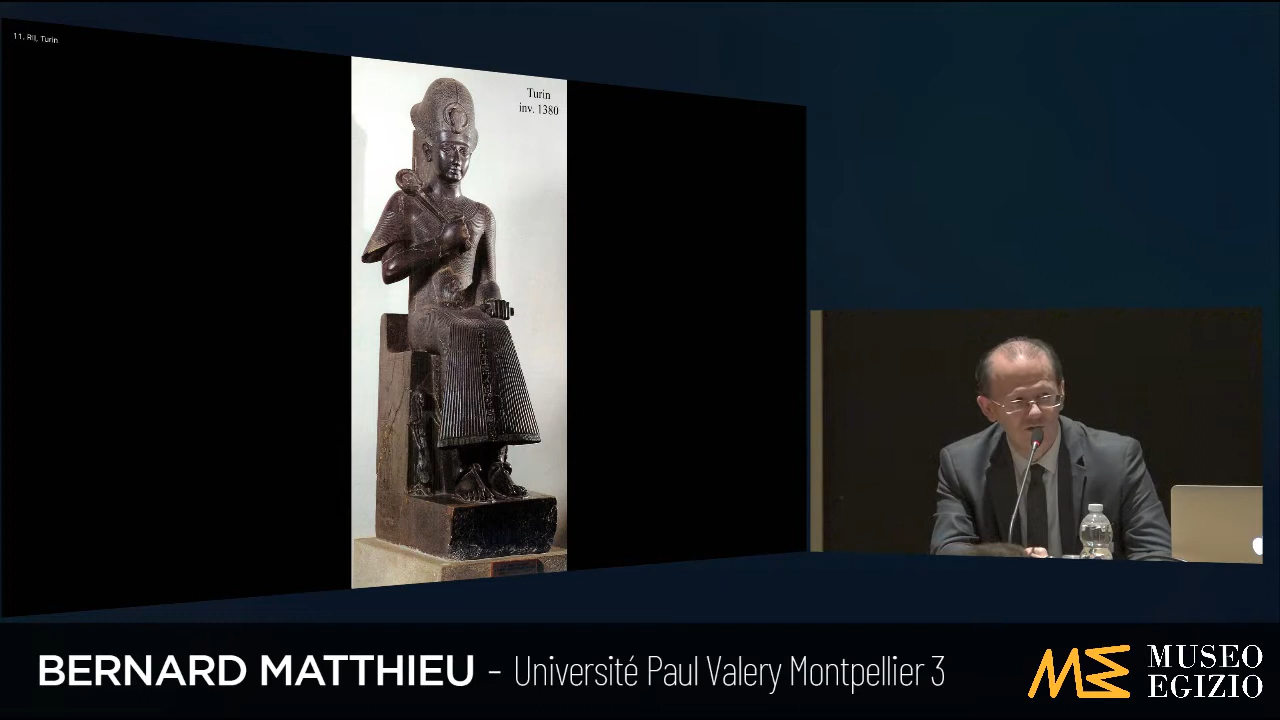 11. RII, Turin
Turin
inv. 1380
BERNARD MATTHIEU – Université Paul Valery Montpellier 3
MUSEO
EGIZIO